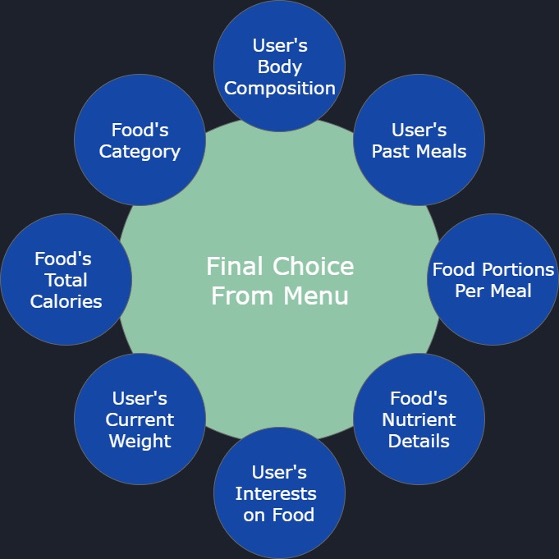 User's
Body
Composition
Food's
Category
User's
Past Meals
Food's
Total
Calories
Final Choice
From Menu
Food Portions
Per Meal
User's
Current
Weight
Food's
Nutrient
Details
User's
Interests
on Food